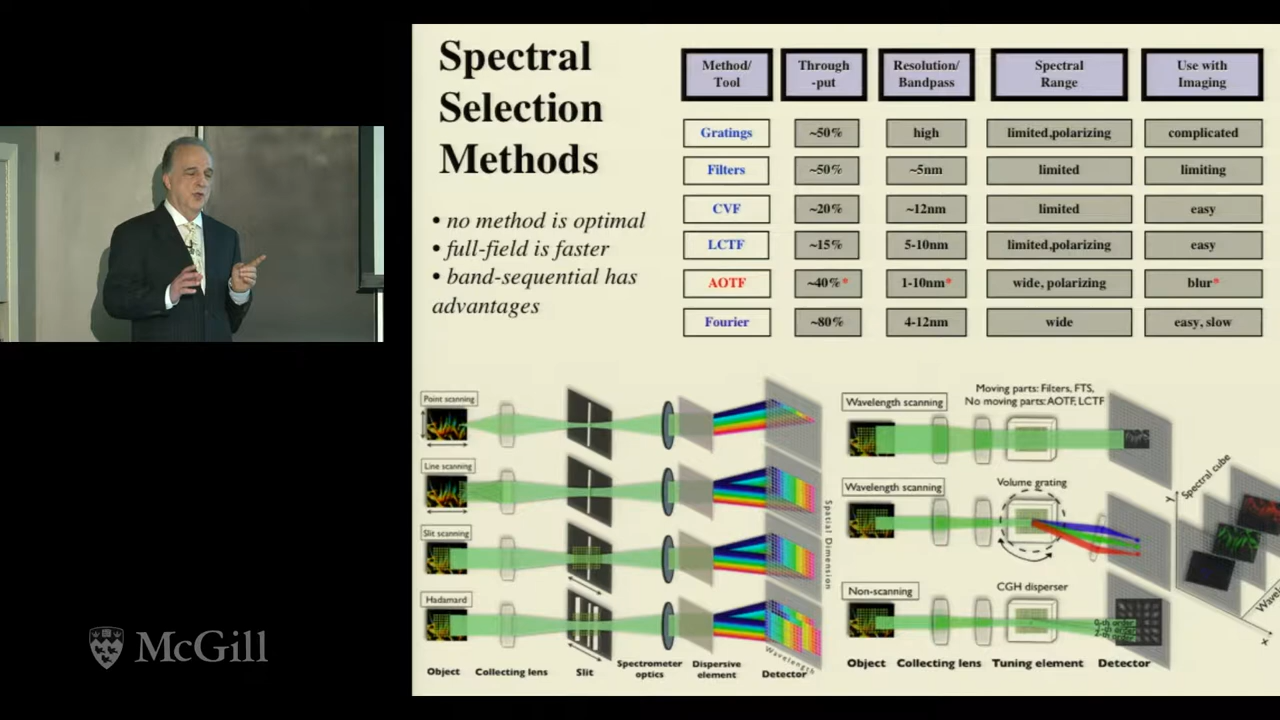 Spectral
Selection
Methods
• no method is optimal
• full-field is faster
• band-sequential has
advantages
Method/
Tool
Through
-put
Resolution/
Bandpass
Spectral
Range
Use with
Imaging
Gratings ~50% high limited,polarizing complicated
Filters ~50% ~5nm limited limiting
CVF ~20% ~12nm limited easy
LCTF ~15% 5-10nm limited,polarizing easy
AOTF ~40%* 1-10nm* wide, polarizing blur*
Fourier ~80% 4-12nm wide easy, slow
Point scanning
Line scanning
Slit scanning
Hadamard
Spatial Dimension
Wavelength
Object
Collecting lens
Slit
Spectrometer
optics
Dispersive
element
Detector
Moving parts: Filters, FTS,
No moving parts: AOTF, LCTF
Wavelength scanning
Wavelength scanning
Volume grating
Non-scanning
CGH disperser
0-th order
Object
Collecting lens
Tuning element
Detector
Spectral cube
Y
X
McGill